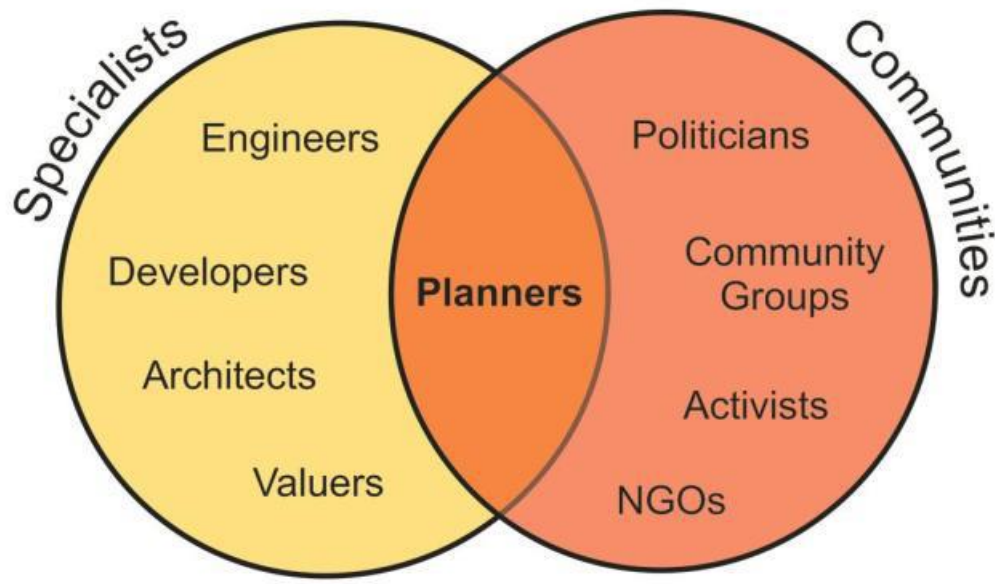 Specialists
Engineers
Developers
Architects
Valuers
Planners
Communities
Politicians
Community
Groups
Activists
NGOs